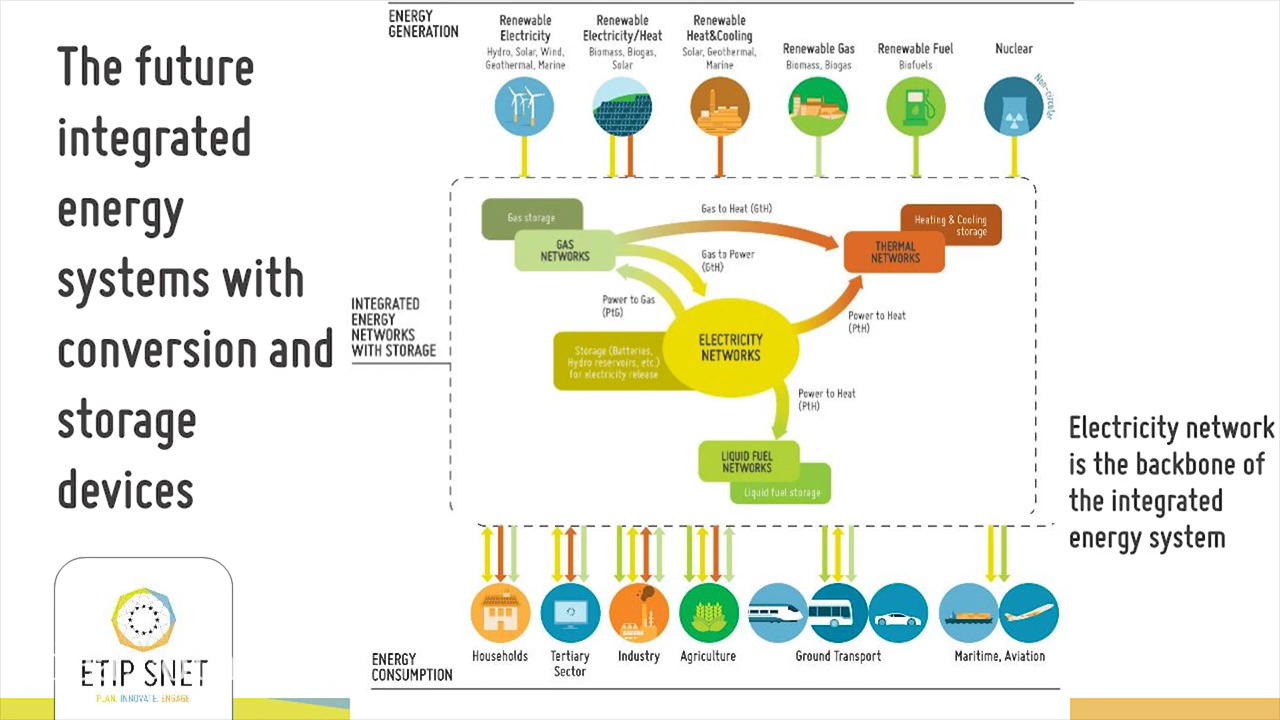 The future
integrated
energy
systems with
conversion and
storage
devices
ENERGY
GENERATION
Renewable
Electricity
Hydro, Solar, Wind,
Geothermal, Marine
Renewable
Electricity/Heat
Biomass, Biogas,
Solar
Renewable
Heat&Cooling
Solar, Geothermal,
Marine
Renewable Gas
Biomass, Biogas
Renewable Fuel
Biofuels
Nuclear
Non-circular
INTEGRATED
ENERGY
NETWORKS
WITH STORAGE
Gas storage
GAS
NETWORKS
Gas to Heat (GtH)
Heating & Cooling
storage
THERMAL
NETWORKS
Gas to Power
(GtH)
Power to Gas
(PtG)
ELECTRICITY
NETWORKS
Power to Heat
(PtH)
Storage (Batteries,
Hydro reservoirs, etc.)
for electricity release
Power to Heat
(PtH)
LIQUID FUEL
NETWORKS
Liquid fuel storage
Electricity network
is the backbone of
the integrated
energy system
ENERGY
CONSUMPTION
Households
Tertiary
Sector
Industry
Agriculture
Ground Transport
Maritime, Aviation
ETIP SNET
PLAN. INNOVATE. ENGAGE